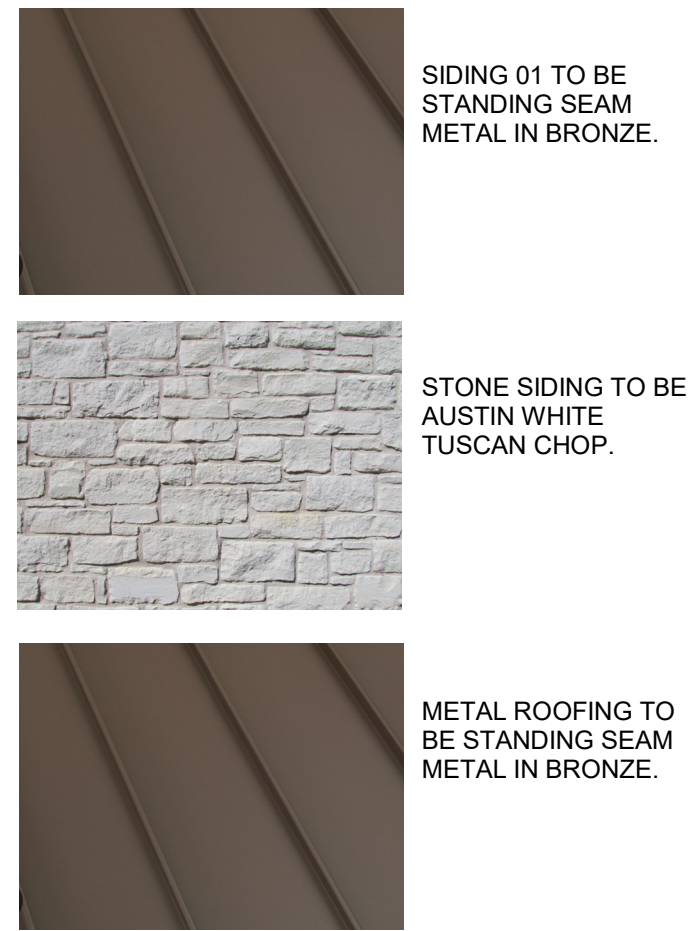 SIDING 01 TO BE
STANDING SEAM
METAL IN BRONZE.
STONE SIDING TO BE
AUSTIN WHITE
TUSCAN CHOP.
METAL ROOFING TO
BE STANDING SEAM
METAL IN BRONZE.